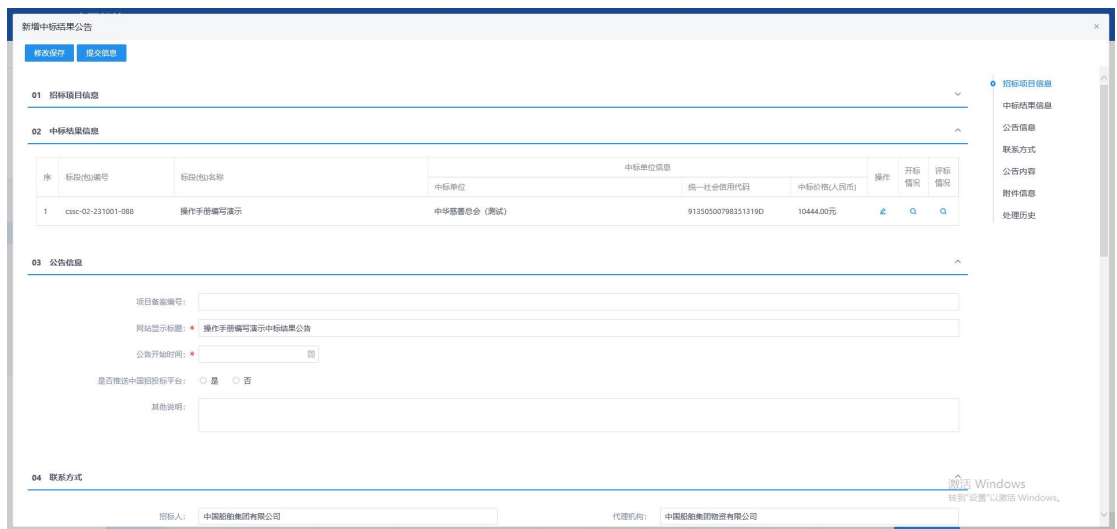 新增中标结果公告
×
修改保存 提交信息
01 招标项目信息
02 中标结果信息
序 标段(包)编号 标段(包)名称 中标单位信息 操作 开标情况 评标情况
中标单位 统一社会信用代码 中标价格(人民币)
1 cssc-02-231001-088 操作手册编写演示 中华慈善总会（测试） 91350500798351319D 10444.00元
03 公告信息
项目备案编号:
网站显示标题: * 操作手册编写演示中标结果公告
公告开始时间: *
是否推送中国招投标平台: 是 否
其他说明:
04 联系方式
招标人: 中国船舶集团有限公司 代理机构: 中国船舶集团物资有限公司
招标项目信息
中标结果信息
公告信息
联系方式
公告内容
附件信息
处理历史
激活 Windows
转到"设置"以激活 Windows。